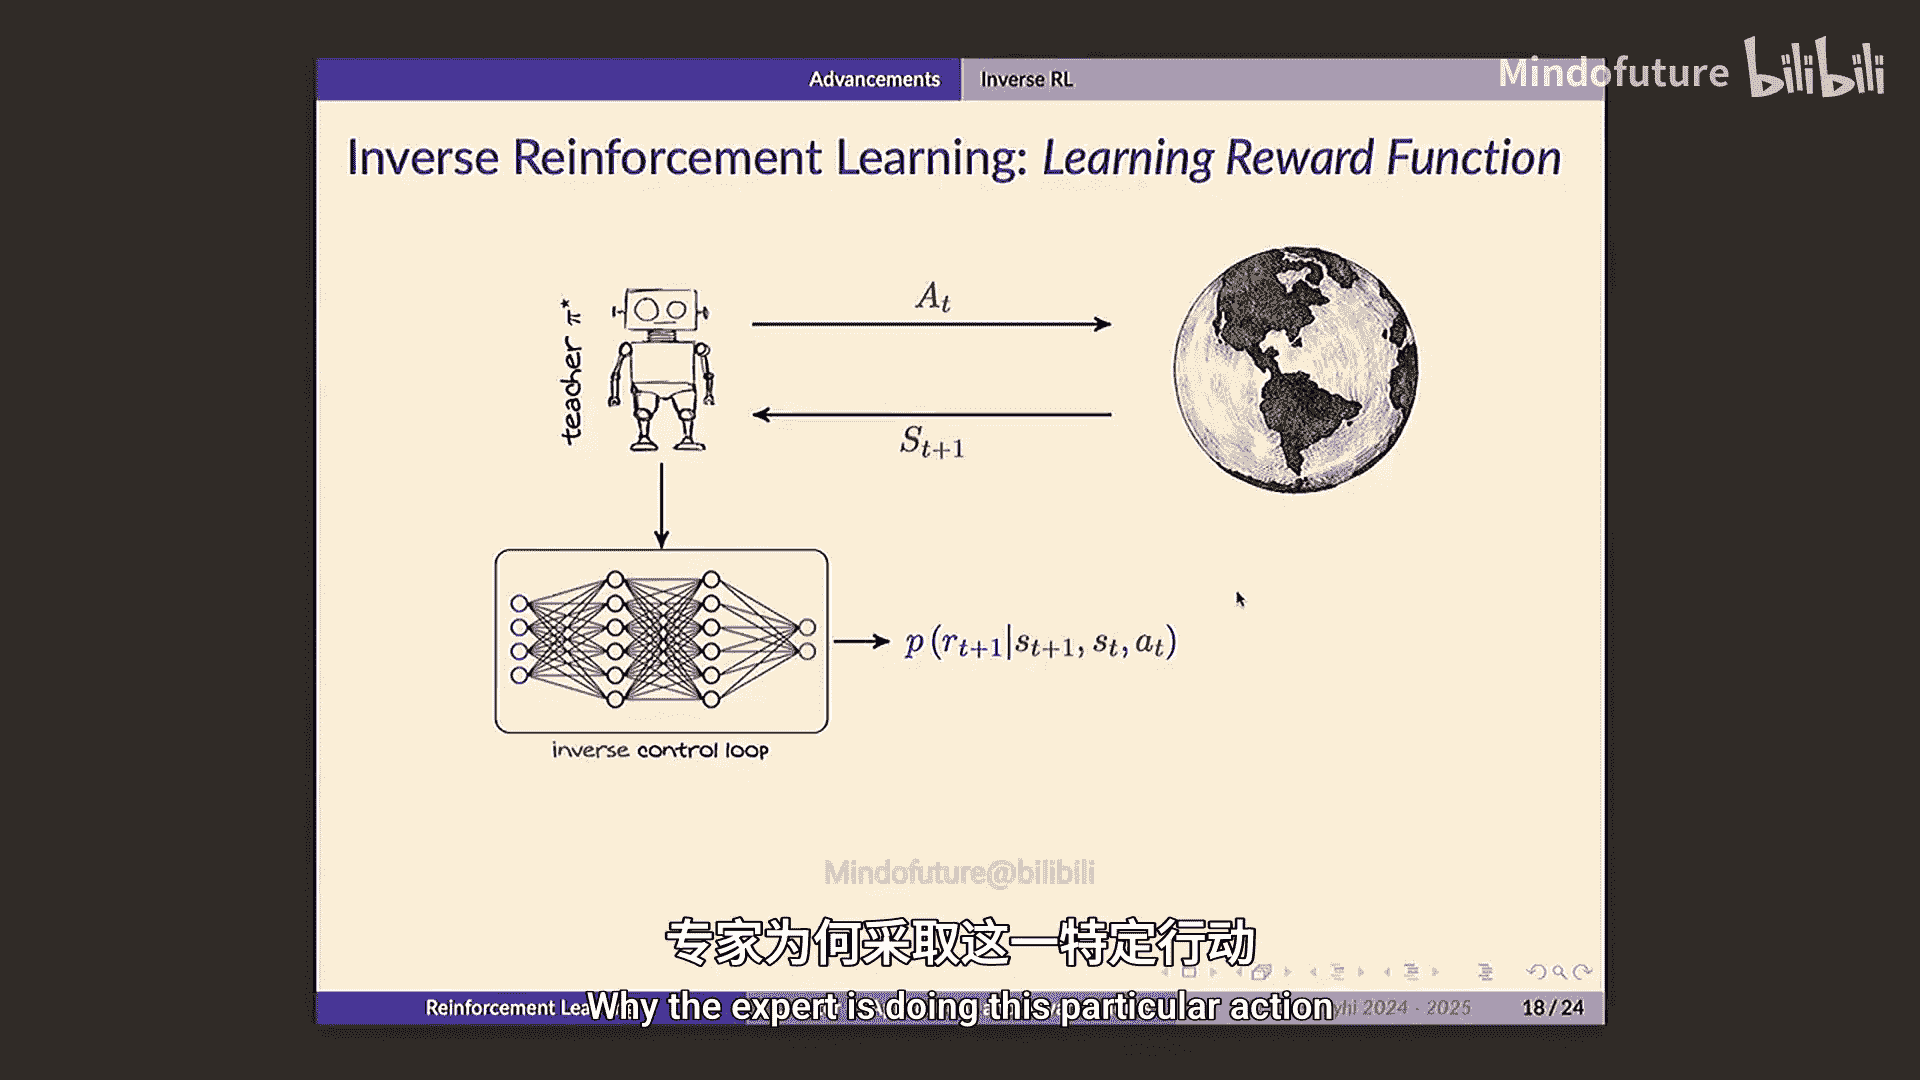 Advancements Inverse RL
Mindofuture bilibili
Inverse Reinforcement Learning: Learning Reward Function
teacher π*
A_t
S_{t+1}
p(r_{t+1}|s_{t+1}, s_t, a_t)
inverse control loop
Mindofuture@bilibili
专家为何采取这一特定行动
Why the expert is doing this particular action
Reinforcement 2024 - 2025 18 / 24